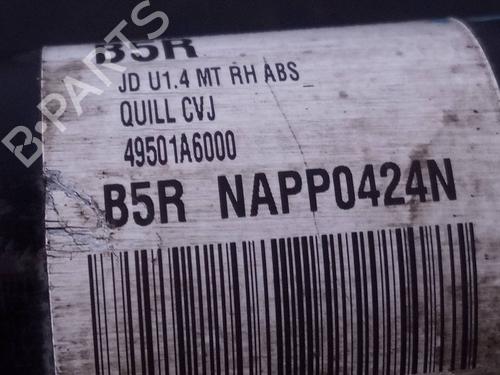 B5R
JD U1.4 MT RH ABS
QUILL CVJ
49501A6000
B5R NAPP0424N
B-PARTS